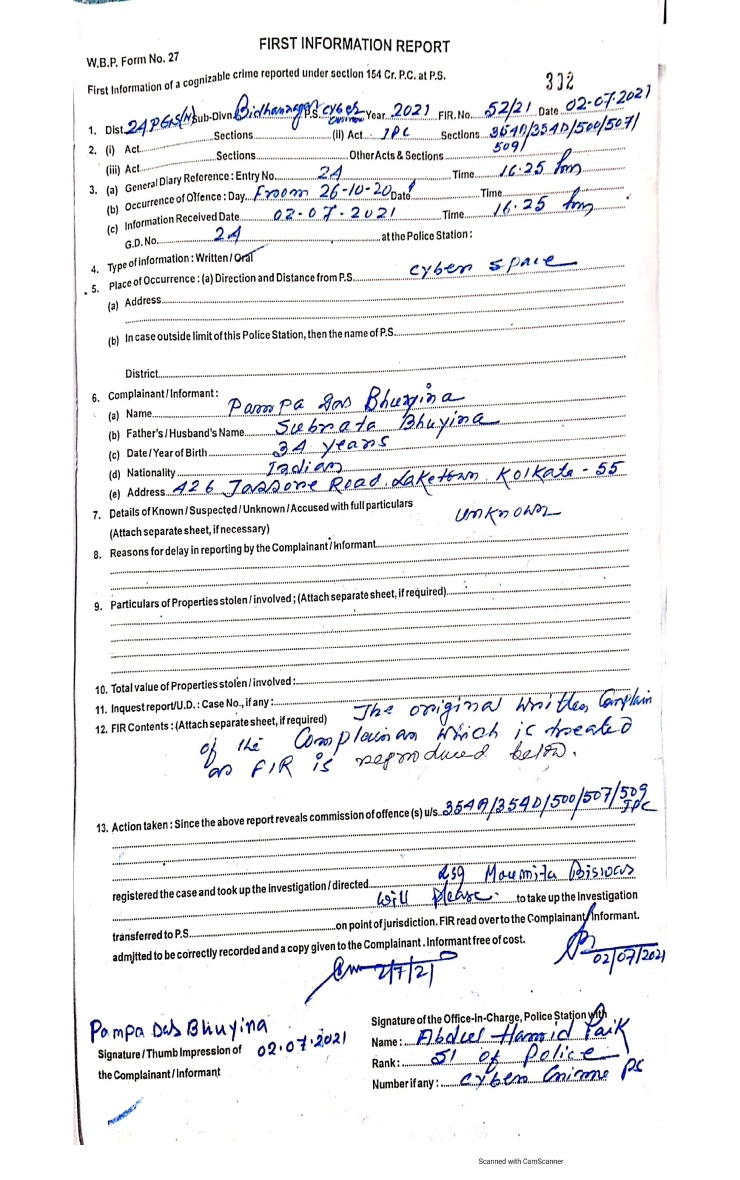 FIRST INFORMATION REPORT
W.B.P. Form No. 27
First Information of a cognizable crime reported under section 154 Cr. P.C. at P.S.
332
1. Dist. 24 PGS(N) Sub-Divn. Bidhannagar P.S. Cyber Crime Year 2021 FIR. No. 52/21 Date 02.07.2021
2. (i) Act Sections (ii) Act IPC Sections 354A/354D/500/507/
509/
(iii) Act Sections Other Acts & Sections
3. (a) General Diary Reference : Entry No. 24 Time 16.25 hrs
(b) Occurrence of Offence : Day. From 26-10-20 Date Time
(c) Information Received Date 02-07-2021 Time 16.25 hrs
G.D. No. 24 at the Police Station :
4. Type of information : Written / Oral
5. Place of Occurrence : (a) Direction and Distance from P.S. cyber space
(a) Address
(b) In case outside limit of this Police Station, then the name of P.S.
District
6. Complainant / Informant :
(a) Name Pampa Das Bhuyina
(b) Father's / Husband's Name Subrata Bhuyina
(c) Date / Year of Birth 34 years
(d) Nationality Indian
(e) Address 426 Jassore Road, Laketown Kolkata - 55
7. Details of Known / Suspected / Unknown / Accused with full particulars unknown
(Attach separate sheet, if necessary)
8. Reasons for delay in reporting by the Complainant / Informant
9. Particulars of Properties stolen / involved ; (Attach separate sheet, if required)
10. Total value of Properties stolen / involved :
11. Inquest report/U.D. : Case No., if any :
12. FIR Contents : (Attach separate sheet, if required) The original written Complain
of the Complainan which is treated
as FIR is reproduced below.
13. Action taken : Since the above report reveals commission of offence (s) u/s. 354A/354D/500/507/509
IPC
registered the case and took up the investigation / directed Moumita Biswas
will please to take up the investigation
transferred to P.S. on point of jurisdiction. FIR read over to the Complainant / Informant.
admitted to be correctly recorded and a copy given to the Complainant . Informant free of cost.
2/7/21
02/07/2021
Pampa Das Bhuyina
02.07.2021
Signature / Thumb Impression of
the Complainant / Informant
Signature of the Office-in-Charge, Police Station with
Name : Abdul Hamid Paik
Rank : SI of Police
Number if any : Cyber Crime PS
Scanned with CamScanner